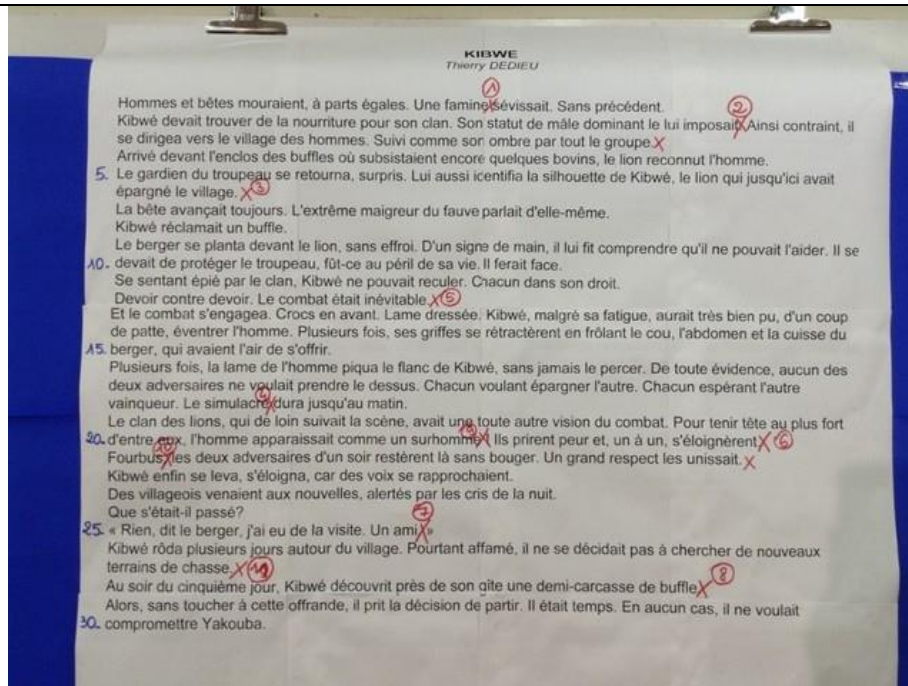 KIBWE
Thierry DEDIEU
1
Hommes et bêtes mouraient, à parts égales. Une famine x sévissait. Sans précédent.
2
Kibwé devait trouver de la nourriture pour son clan. Son statut de mâle dominant le lui imposait x Ainsi contraint, il
se dirigea vers le village des hommes. Suivi comme son ombre par tout le groupe. x
Arrivé devant l'enclos des buffles où subsistaient encore quelques bovins, le lion reconnut l'homme.
5. Le gardien du troupeau se retourna, surpris. Lui aussi identifia la silhouette de Kibwé, le lion qui jusqu'ici avait
épargné le village. x 3
La bête avançait toujours. L'extrême maigreur du fauve parlait d'elle-même.
Kibwé réclamait un buffle.
Le berger se planta devant le lion, sans effroi. D'un signe de main, il lui fit comprendre qu'il ne pouvait l'aider. Il se
10. devait de protéger le troupeau, fût-ce au péril de sa vie. Il ferait face.
Se sentant épié par le clan, Kibwé ne pouvait reculer. Chacun dans son droit.
Devoir contre devoir. Le combat était inévitable. x 5
Et le combat s'engagea. Crocs en avant. Lame dressée. Kibwé, malgré sa fatigue, aurait très bien pu, d'un coup
de patte, éventrer l'homme. Plusieurs fois, ses griffes se rétractèrent en frôlant le cou, l'abdomen et la cuisse du
15. berger, qui avaient l'air de s'offrir.
Plusieurs fois, la lame de l'homme piqua le flanc de Kibwé, sans jamais le percer. De toute évidence, aucun des
deux adversaires ne voulait prendre le dessus. Chacun voulant épargner l'autre. Chacun espérant l'autre
vainqueur. Le simulacre x dura jusqu'au matin.
Le clan des lions, qui de loin suivait la scène, avait une toute autre vision du combat. Pour tenir tête au plus fort
20. d'entre eux, l'homme apparaissait comme un surhomme x Ils prirent peur et, un à un, s'éloignèrent x 6
Fourbus x les deux adversaires d'un soir restèrent là sans bouger. Un grand respect les unissait. x
Kibwé enfin se leva, s'éloigna, car des voix se rapprochaient.
Des villageois venaient aux nouvelles, alertés par les cris de la nuit.
Que s'était-il passé?
7
25. « Rien, dit le berger, j'ai eu de la visite. Un ami x »
Kibwé rôda plusieurs jours autour du village. Pourtant affamé, il ne se décidait pas à chercher de nouveaux
terrains de chasse. x
Au soir du cinquième jour, Kibwé découvrit près de son gîte une demi-carcasse de buffle x 8
Alors, sans toucher à cette offrande, il prit la décision de partir. Il était temps. En aucun cas, il ne voulait
30. compromettre Yakouba.